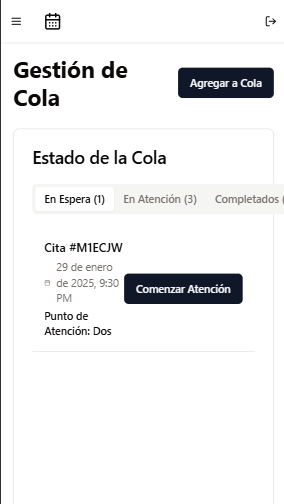 Gestión de
Cola
Agregar a Cola
Estado de la Cola
En Espera (1) En Atención (3) Completados (
Cita #M1ECJW
29 de enero
de 2025, 9:30
PM
Comenzar Atención
Punto de
Atención: Dos